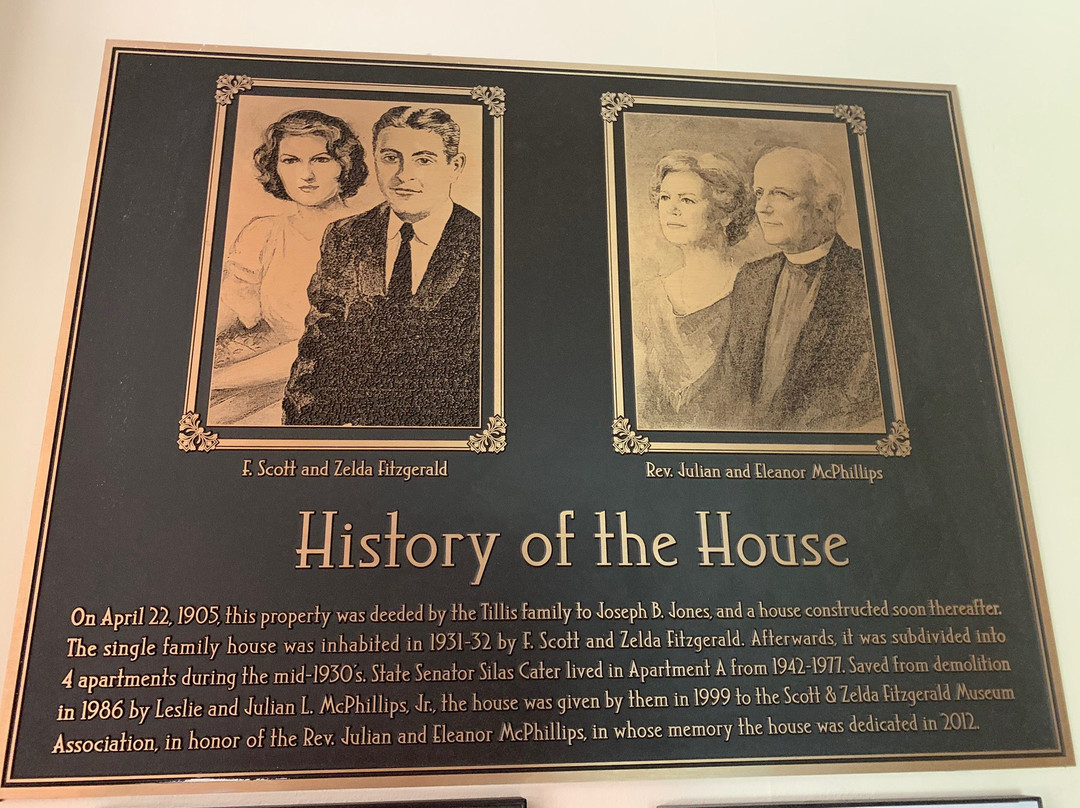 F. Scott and Zelda Fitzgerald
Rev. Julian and Eleanor McPhillips
History of the House
On April 22, 1905, this property was deeded by the Tillis family to Joseph B. Jones, and a house constructed soon thereafter.
The single family house was inhabited in 1931-32 by F. Scott and Zelda Fitzgerald. Afterwards, it was subdivided into
4 apartments during the mid-1930's. State Senator Silas Cater lived in Apartment A from 1942-1977. Saved from demolition
in 1986 by Leslie and Julian L. McPhillips, Jr., the house was given by them in 1999 to the Scott & Zelda Fitzgerald Museum
Association, in honor of the Rev. Julian and Eleanor McPhillips, in whose memory the house was dedicated in 2012.